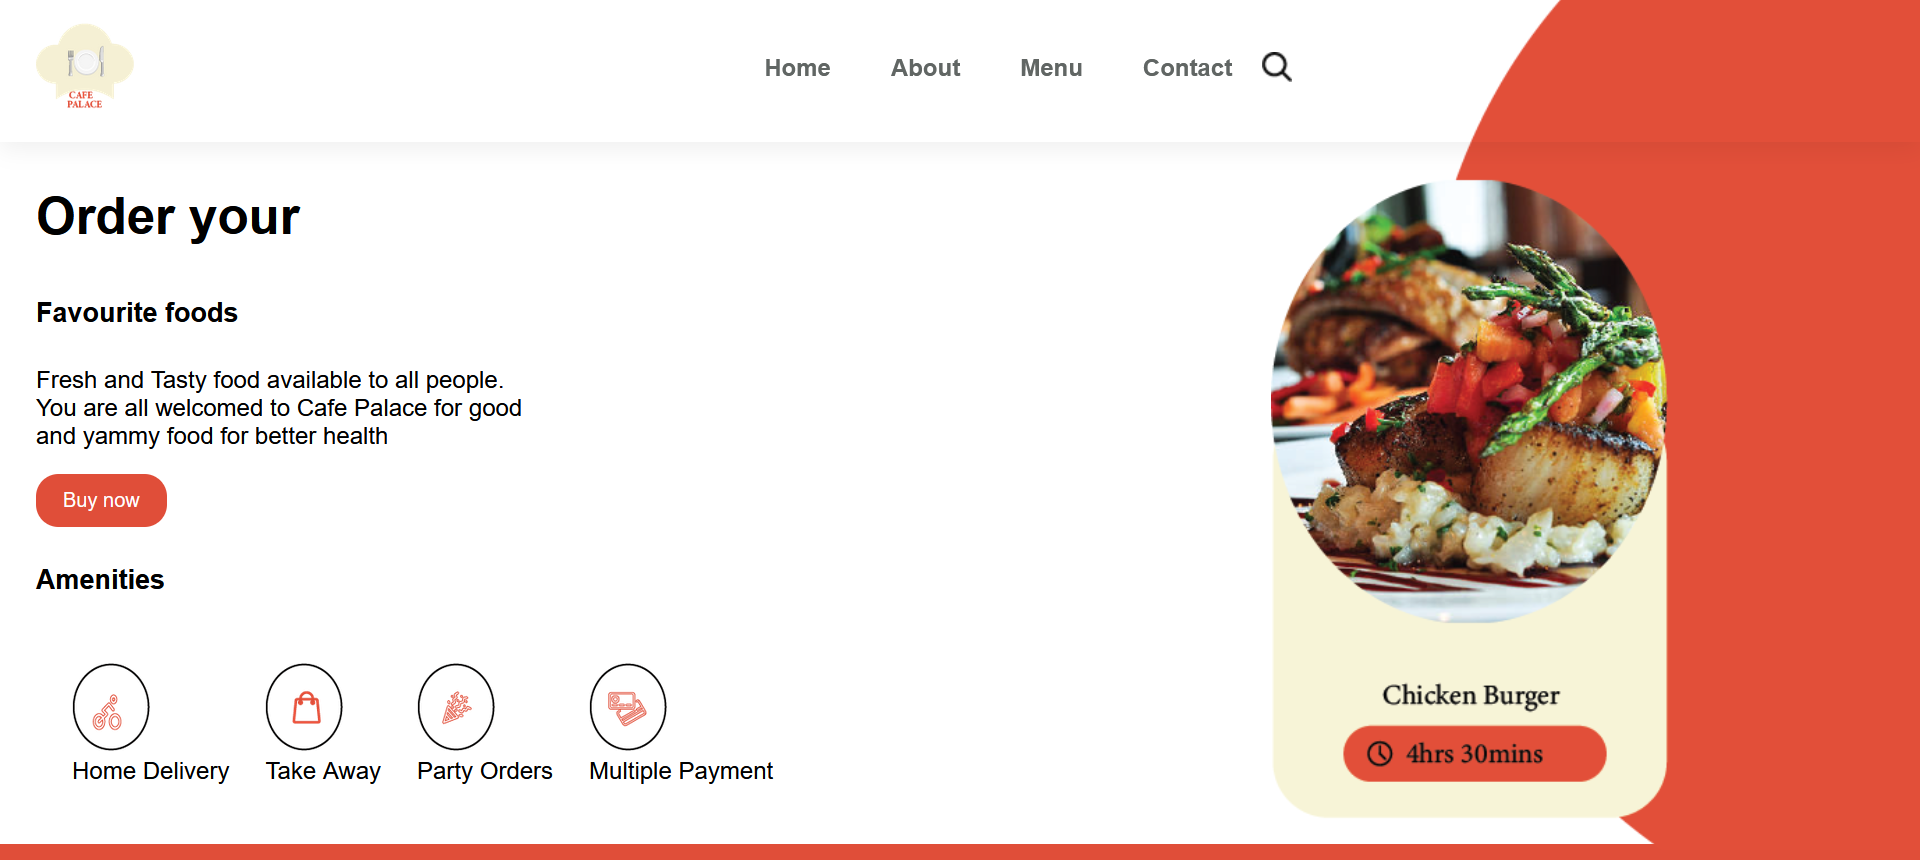 CAFE
PALACE
Home
About
Menu
Contact
Order your
Favourite foods
Fresh and Tasty food available to all people.
You are all welcomed to Cafe Palace for good
and yammy food for better health
Buy now
Amenities
Home Delivery
Take Away
Party Orders
Multiple Payment
Chicken Burger
4hrs 30mins